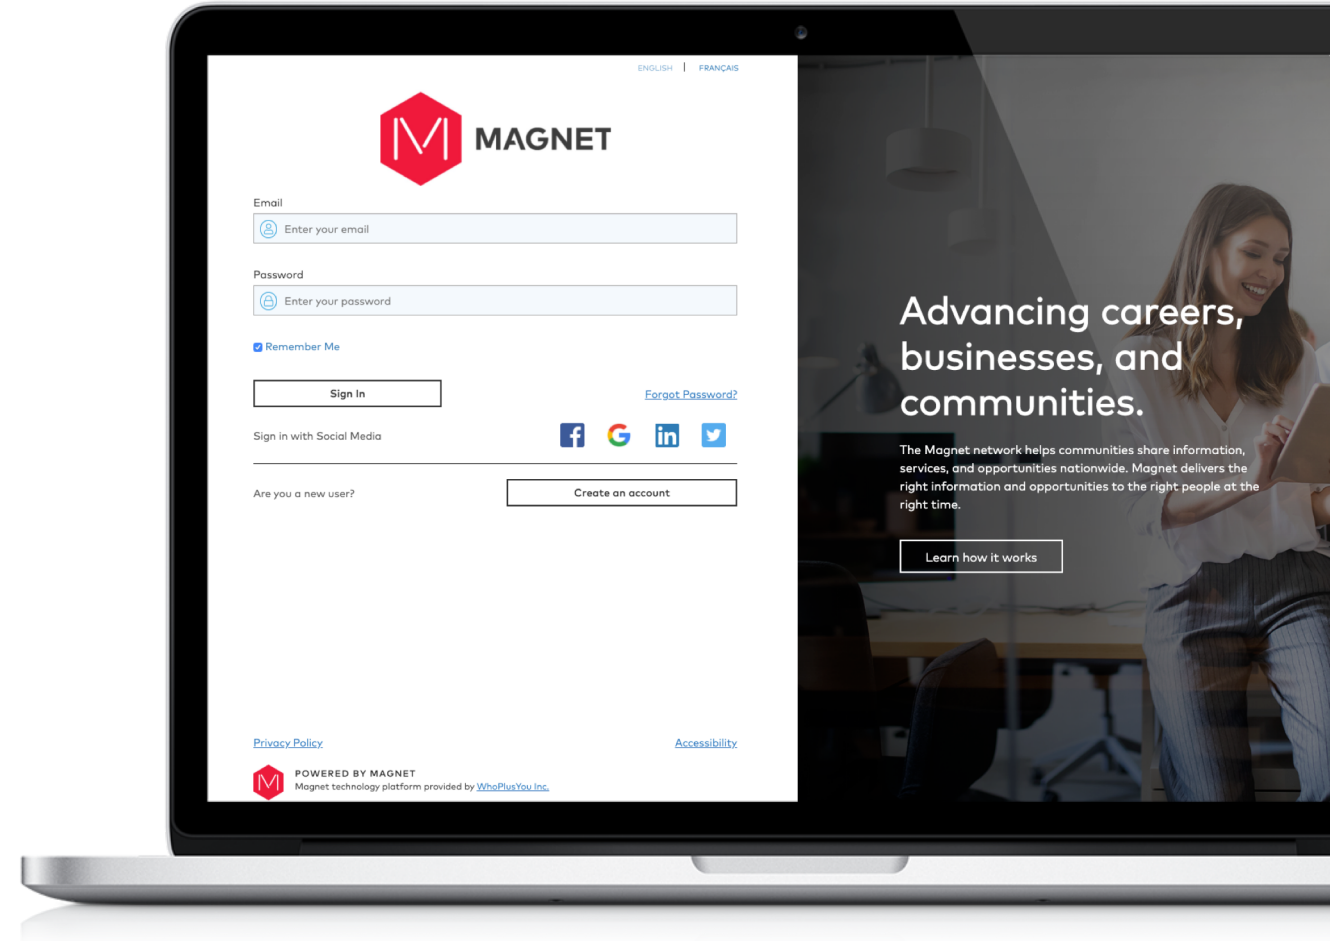 ENGLISH | FRANÇAIS
MAGNET
Email
Enter your email
Password
Enter your password
Remember Me
Sign In
Forgot Password?
Sign in with Social Media
Are you a new user?
Create an account
Privacy Policy
Accessibility
POWERED BY MAGNET
Magnet technology platform provided by WhoPlusYou Inc.
Advancing careers,
businesses, and
communities.
The Magnet network helps communities share information,
services, and opportunities nationwide. Magnet delivers the
right information and opportunities to the right people at the
right time.
Learn how it works